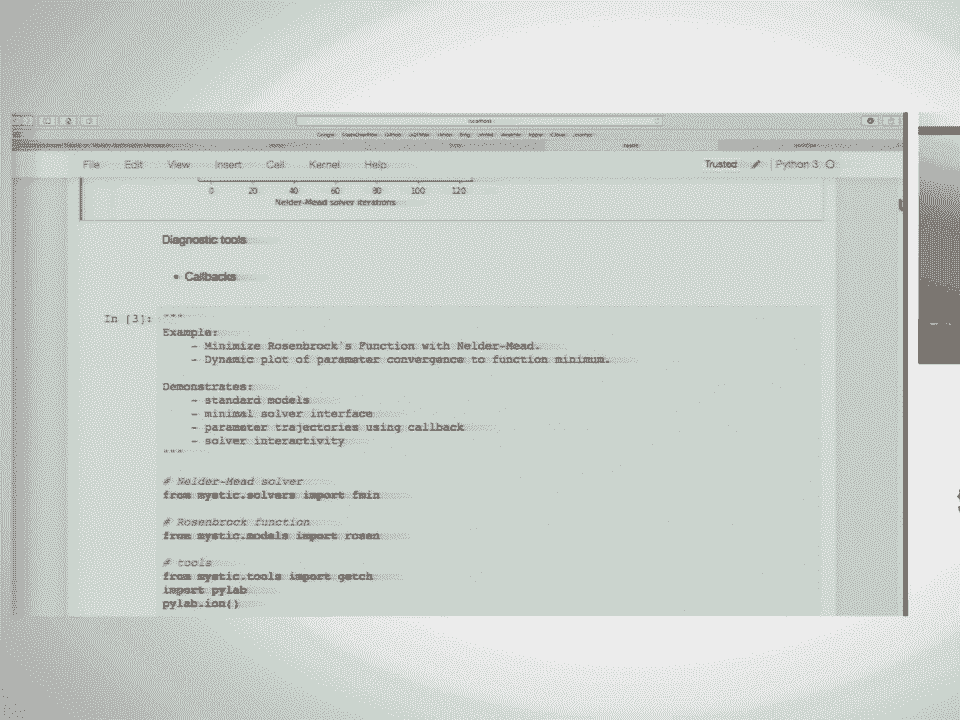 localhost
File Edit View Insert Cell Kernel Help Trusted Python 3
0 20 40 60 80 100 120
Nelder-Mead solver iterations
Diagnostic tools
• Callbacks
In [3]: """
Example:
- Minimize Rosenbrock's Function with Nelder-Mead.
- Dynamic plot of parameter convergence to function minimum.
Demonstrates:
- standard models
- minimal solver interface
- parameter trajectories using callback
- solver interactivity
"""
# Nelder-Mead solver
from mystic.solvers import fmin
# Rosenbrock function
from mystic.models import rosen
# tools
from mystic.tools import getch
import pylab
pylab.ion()